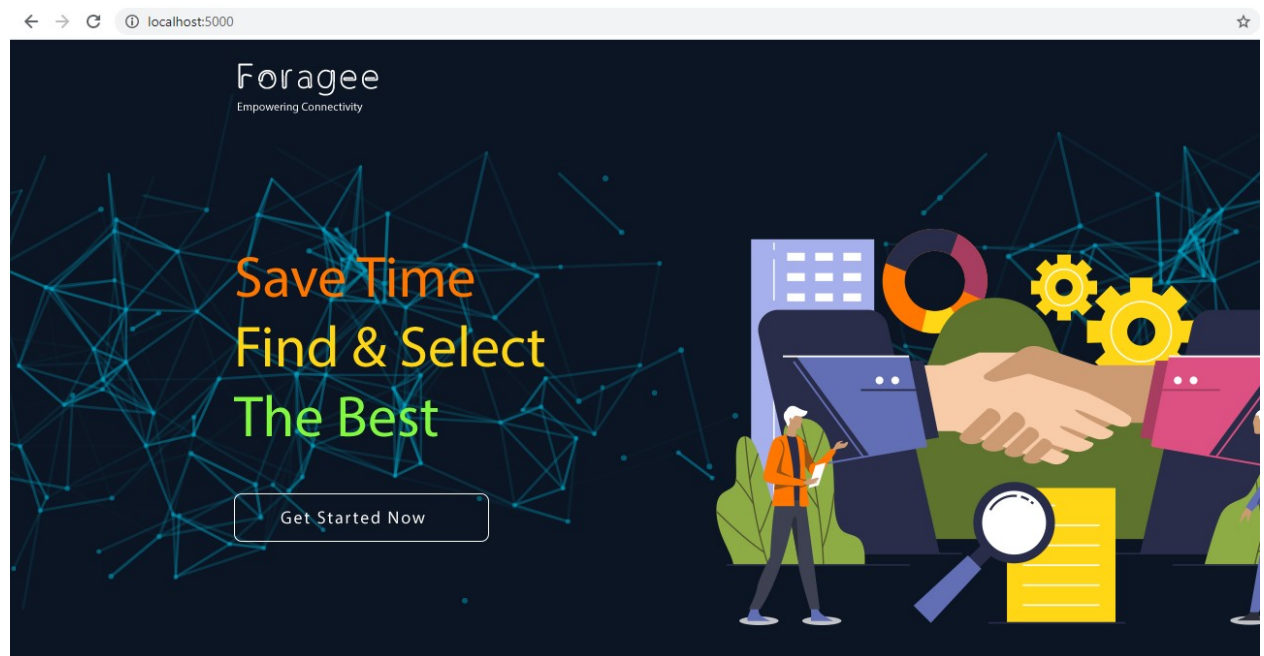 localhost:5000
Foragee
Empowering Connectivity
Save Time
Find & Select
The Best
Get Started Now